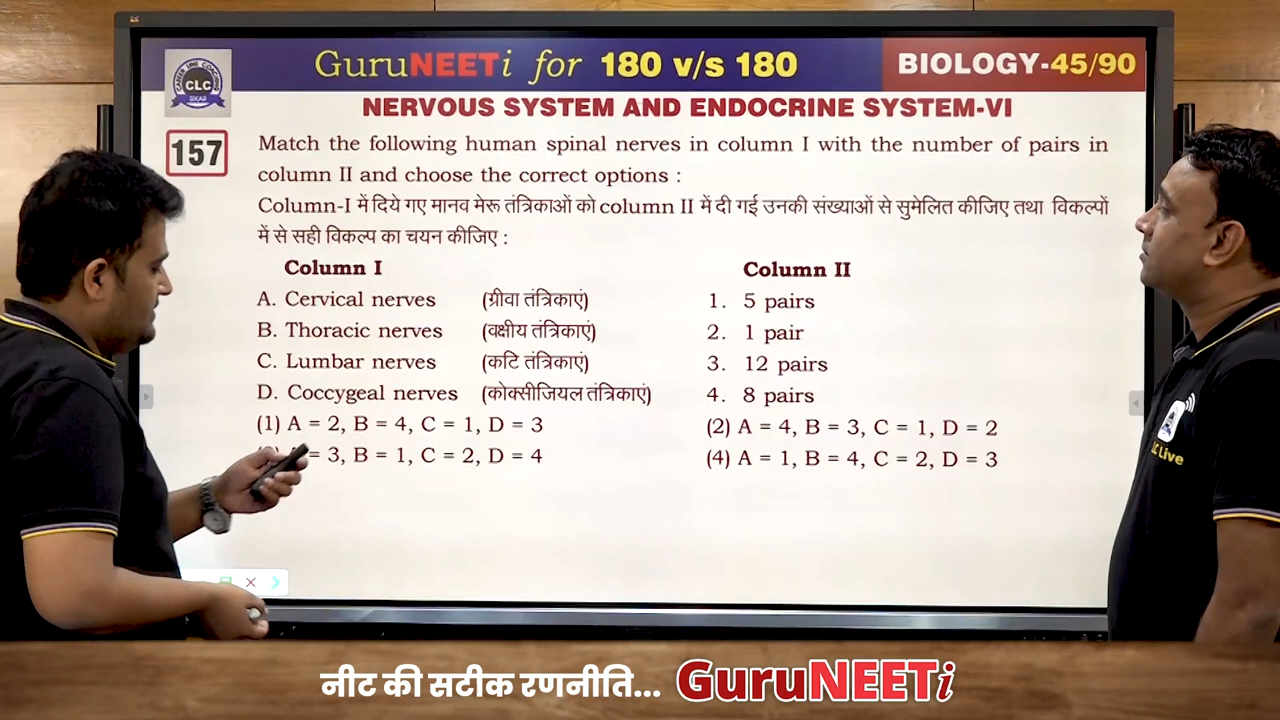 GuruNEETi for 180 v/s 180
BIOLOGY-45/90
CLC
SIKAR
NERVOUS SYSTEM AND ENDOCRINE SYSTEM-VI
157
Match the following human spinal nerves in column I with the number of pairs in
column II and choose the correct options :
Column-I में दिये गए मानव मेरू तंत्रिकाओं को column II में दी गई उनकी संख्याओं से सुमेलित कीजिए तथा विकल्पों
में से सही विकल्प का चयन कीजिए :
Column I
Column II
A. Cervical nerves (ग्रीवा तंत्रिकाएं) 1. 5 pairs
B. Thoracic nerves (वक्षीय तंत्रिकाएं) 2. 1 pair
C. Lumbar nerves (कटि तंत्रिकाएं) 3. 12 pairs
D. Coccygeal nerves (कोक्सीजियल तंत्रिकाएं) 4. 8 pairs
(1) A = 2, B = 4, C = 1, D = 3 (2) A = 4, B = 3, C = 1, D = 2
= 3, B = 1, C = 2, D = 4 (4) A = 1, B = 4, C = 2, D = 3
Live
नीट की सटीक रणनीति... GuruNEETi